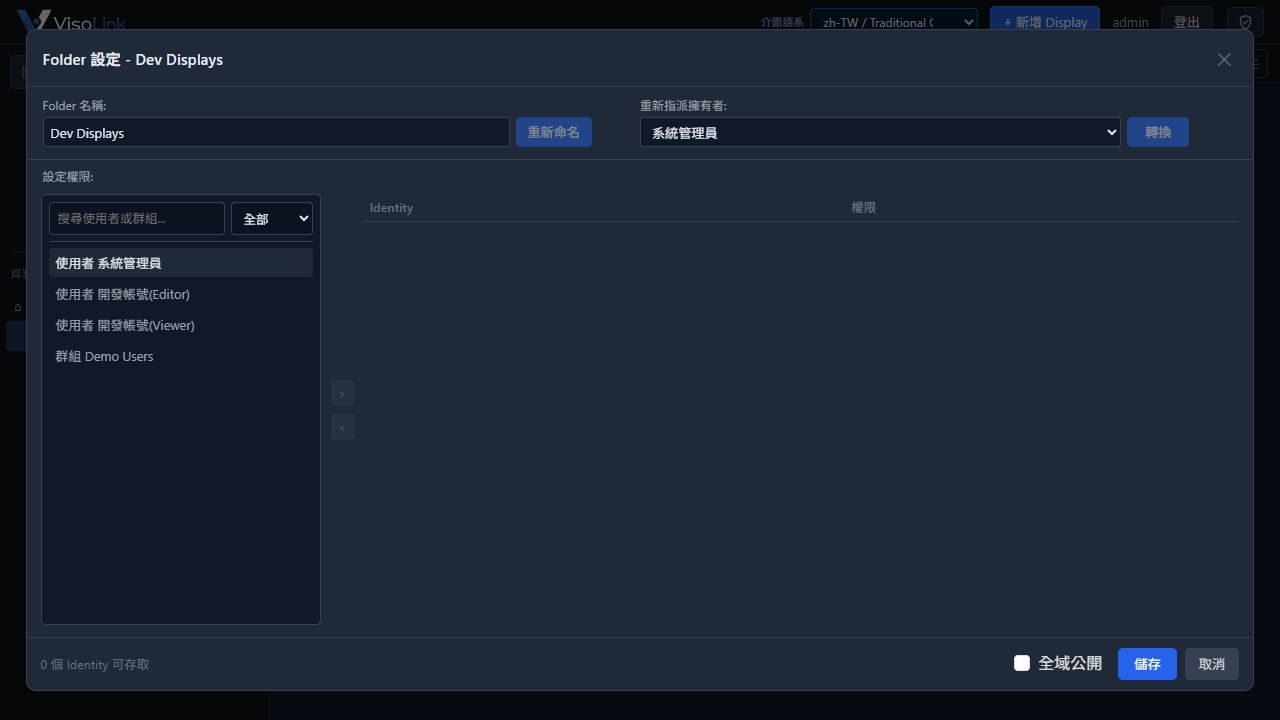 VisoLink
介面語系
zh-TW / Traditional C
+ 新增 Display
admin
登出
Folder 設定 - Dev Displays
Folder 名稱:
重新指派擁有者:
Dev Displays
重新命名
系統管理員
轉換
設定權限:
搜尋使用者或群組...
全部
Identity
權限
使用者 系統管理員
使用者 開發帳號(Editor)
使用者 開發帳號(Viewer)
群組 Demo Users
›
‹
0 個 Identity 可存取
全域公開
儲存
取消